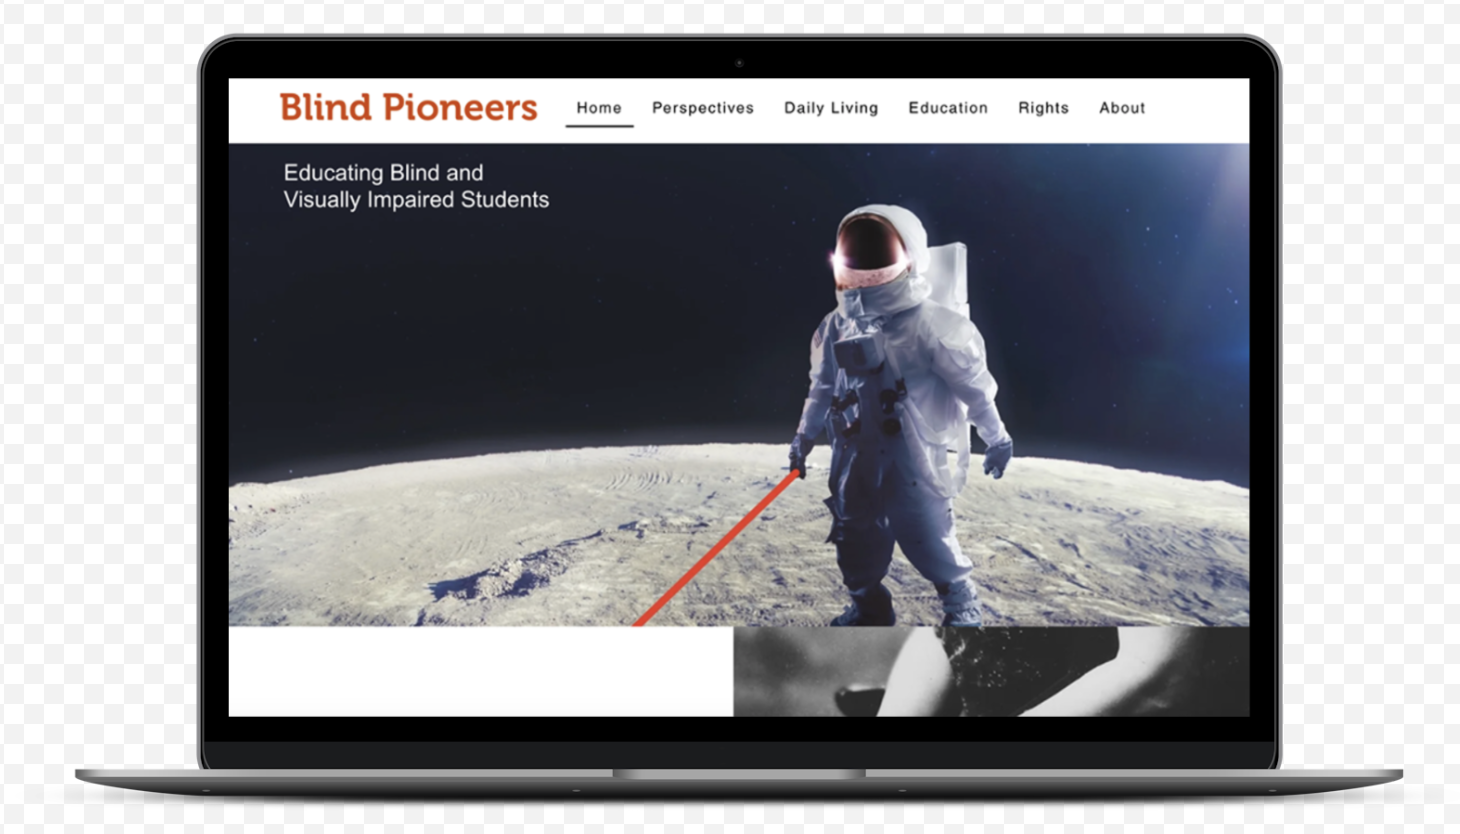 Blind Pioneers
Home Perspectives Daily Living Education Rights About
Educating Blind and
Visually Impaired Students